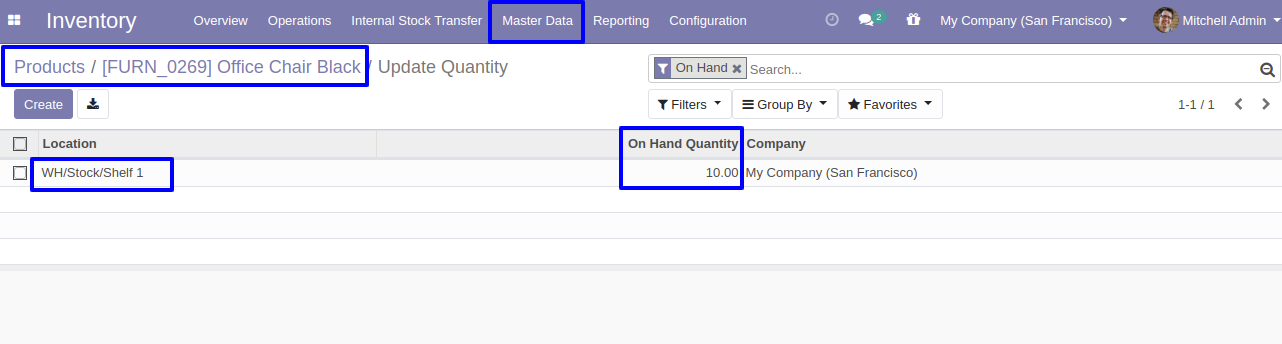 Inventory Overview Operations Internal Stock Transfer Master Data Reporting Configuration 2 My Company (San Francisco) Mitchell Admin
Products / [FURN_0269] Office Chair Black / Update Quantity
On Hand Search...
Create
Filters Group By Favorites 1-1 / 1
Location On Hand Quantity Company
WH/Stock/Shelf 1 10.00 My Company (San Francisco)